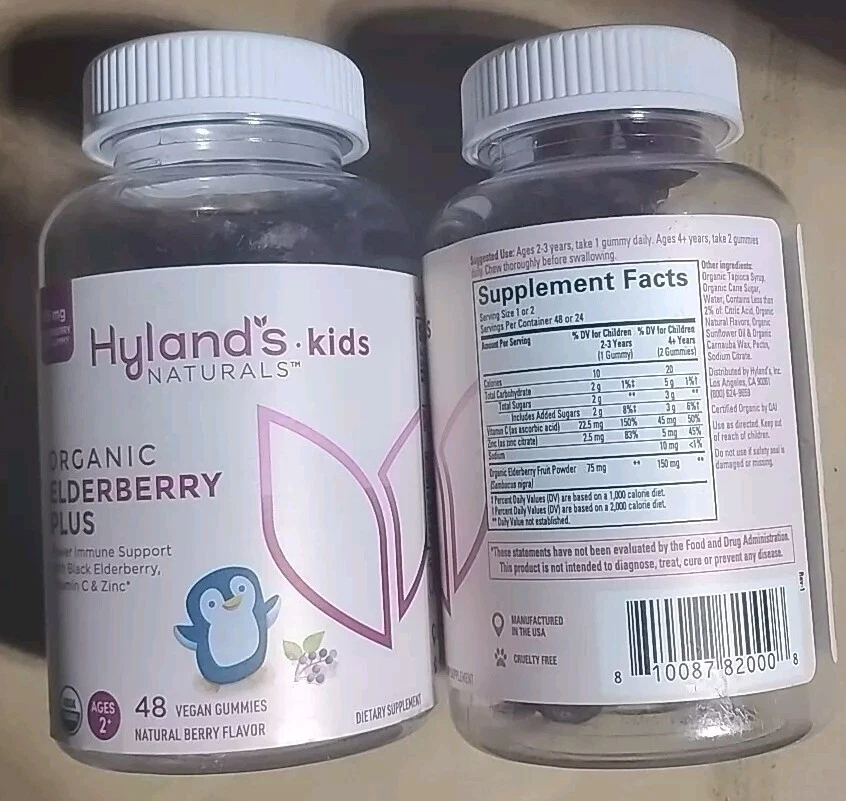 mg
Hyland's · kids
NATURALS™
ORGANIC
ELDERBERRY
PLUS
Immune Support
Black Elderberry,
C & Zinc*
AGES
2+
48 VEGAN GUMMIES
NATURAL BERRY FLAVOR
DIETARY SUPPLEMENT
Suggested Use: Ages 2-3 years, take 1 gummy daily. Ages 4+ years, take 2 gummies
daily. Chew thoroughly before swallowing.
Supplement Facts
Serving Size 1 or 2
Servings Per Container 48 or 24
Amount Per Serving % DV for Children 2-3 Years (1 Gummy) % DV for Children 4+ Years (2 Gummies)
Calories 10 20
Total Carbohydrate 2 g 1%‡ 5 g 1%†
Total Sugars 2 g ** 3 g **
Includes Added Sugars 2 g 8%‡ 3 g 6%†
Vitamin C (as ascorbic acid) 22.5 mg 150% 45 mg 50%
Zinc (as zinc citrate) 2.5 mg 83% 5 mg 45%
Sodium 10 mg <1%
Organic Elderberry Fruit Powder 75 mg ** 150 mg **
(Sambucus nigra)
Percent Daily Values (DV) are based on a 1,000 calorie diet.
Percent Daily Values (DV) are based on a 2,000 calorie diet.
** Daily Value not established.
Other ingredients:
Organic Tapioca Syrup,
Organic Cane Sugar,
Water, Contains Less than
2% of: Citric Acid, Organic
Natural Flavors, Organic
Sunflower Oil & Organic
Carnauba Wax, Pectin,
Sodium Citrate.
Distributed by Hyland's, Inc.
Los Angeles, CA 90061
(800) 624-9659
Certified Organic by QAI
Use as directed. Keep out
of reach of children.
Do not use if safety seal is
damaged or missing.
*These statements have not been evaluated by the Food and Drug Administration.
This product is not intended to diagnose, treat, cure or prevent any disease.
MANUFACTURED
IN THE USA
CRUELTY FREE
Rev-1
8 10087 82000 8